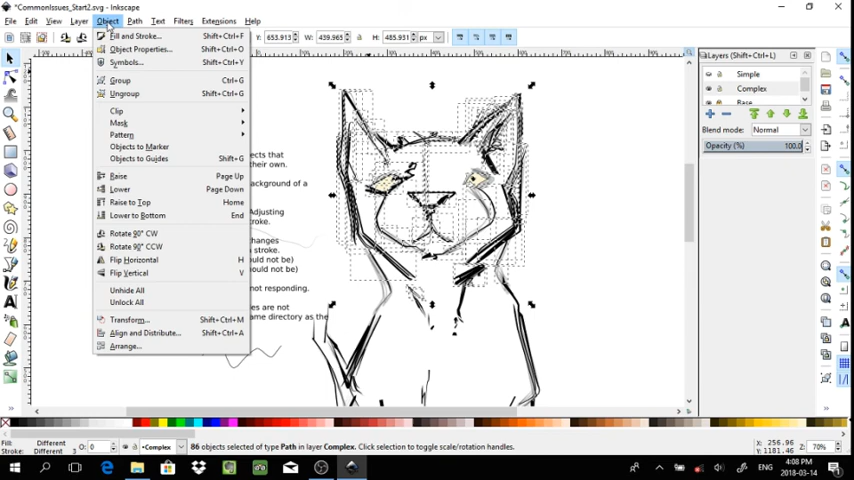 *CommonIssues_Start2.svg - Inkscape
File Edit View Layer Object Path Text Filters Extensions Help
Y: 653.913 W: 439.965 H: 485.931 px
Fill and Stroke... Shift+Ctrl+F
Object Properties... Shift+Ctrl+O
Symbols... Shift+Ctrl+Y
Group Ctrl+G
Ungroup Shift+Ctrl+G
Clip
Mask
Pattern
Objects to Marker
Objects to Guides Shift+G
Raise Page Up
Lower Page Down
Raise to Top Home
Lower to Bottom End
Rotate 90° CW
Rotate 90° CCW
Flip Horizontal H
Flip Vertical V
Unhide All
Unlock All
Transform... Shift+Ctrl+M
Align and Distribute... Shift+Ctrl+A
Arrange...
ects that
their own.
ackground of a
Adjusting
roke.
hanges
stroke.
ould not be)
ould not be)
not responding.
es are not
ame directory as the
Layers (Shift+Ctrl+L)
Simple
Complex
Base
Blend mode: Normal
Opacity (%) 100.0
Fill: Different
Stroke: Different 3
O: 0
•Complex
86 objects selected of type Path in layer Complex. Click selection to toggle scale/rotation handles.
X: 256.96
Y: 1181.46
Z: 70%
ENG
4:08 PM
2018-03-14